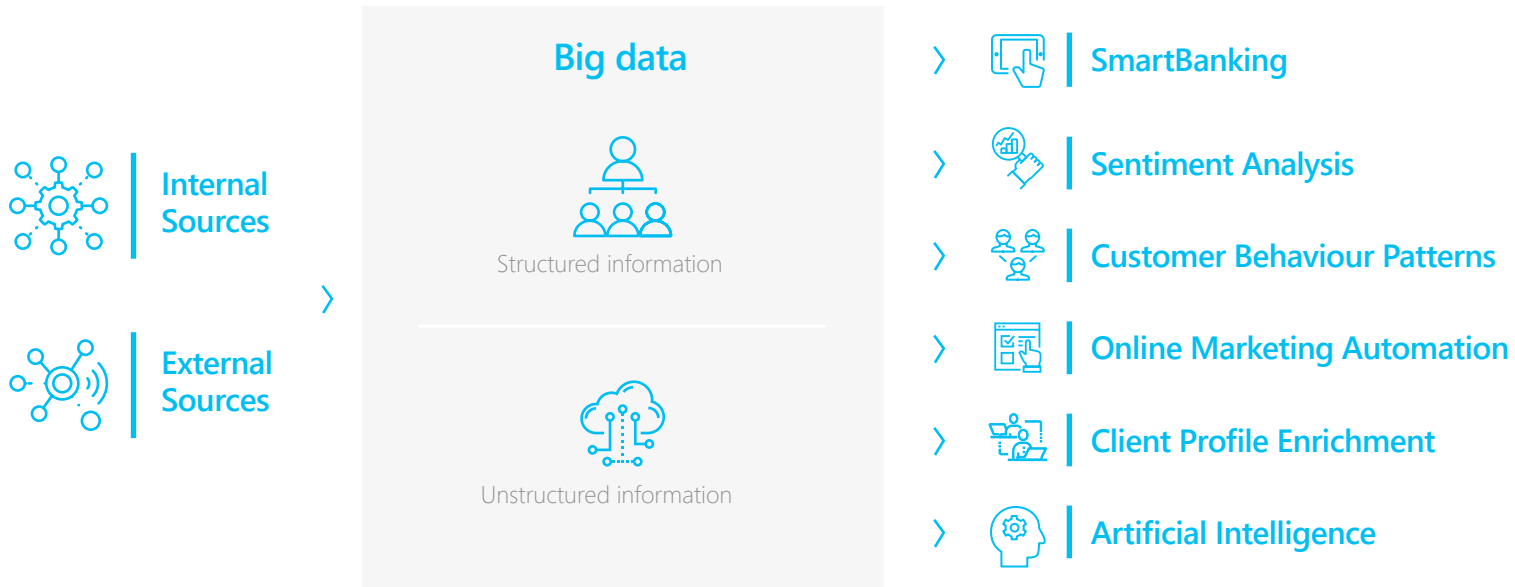 Internal
Sources
External
Sources
Big data
Structured information
Unstructured information
SmartBanking
Sentiment Analysis
Customer Behaviour Patterns
Online Marketing Automation
Client Profile Enrichment
Artificial Intelligence